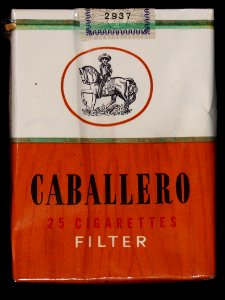 2937
CABALLERO
25 CIGARETTES
FILTER